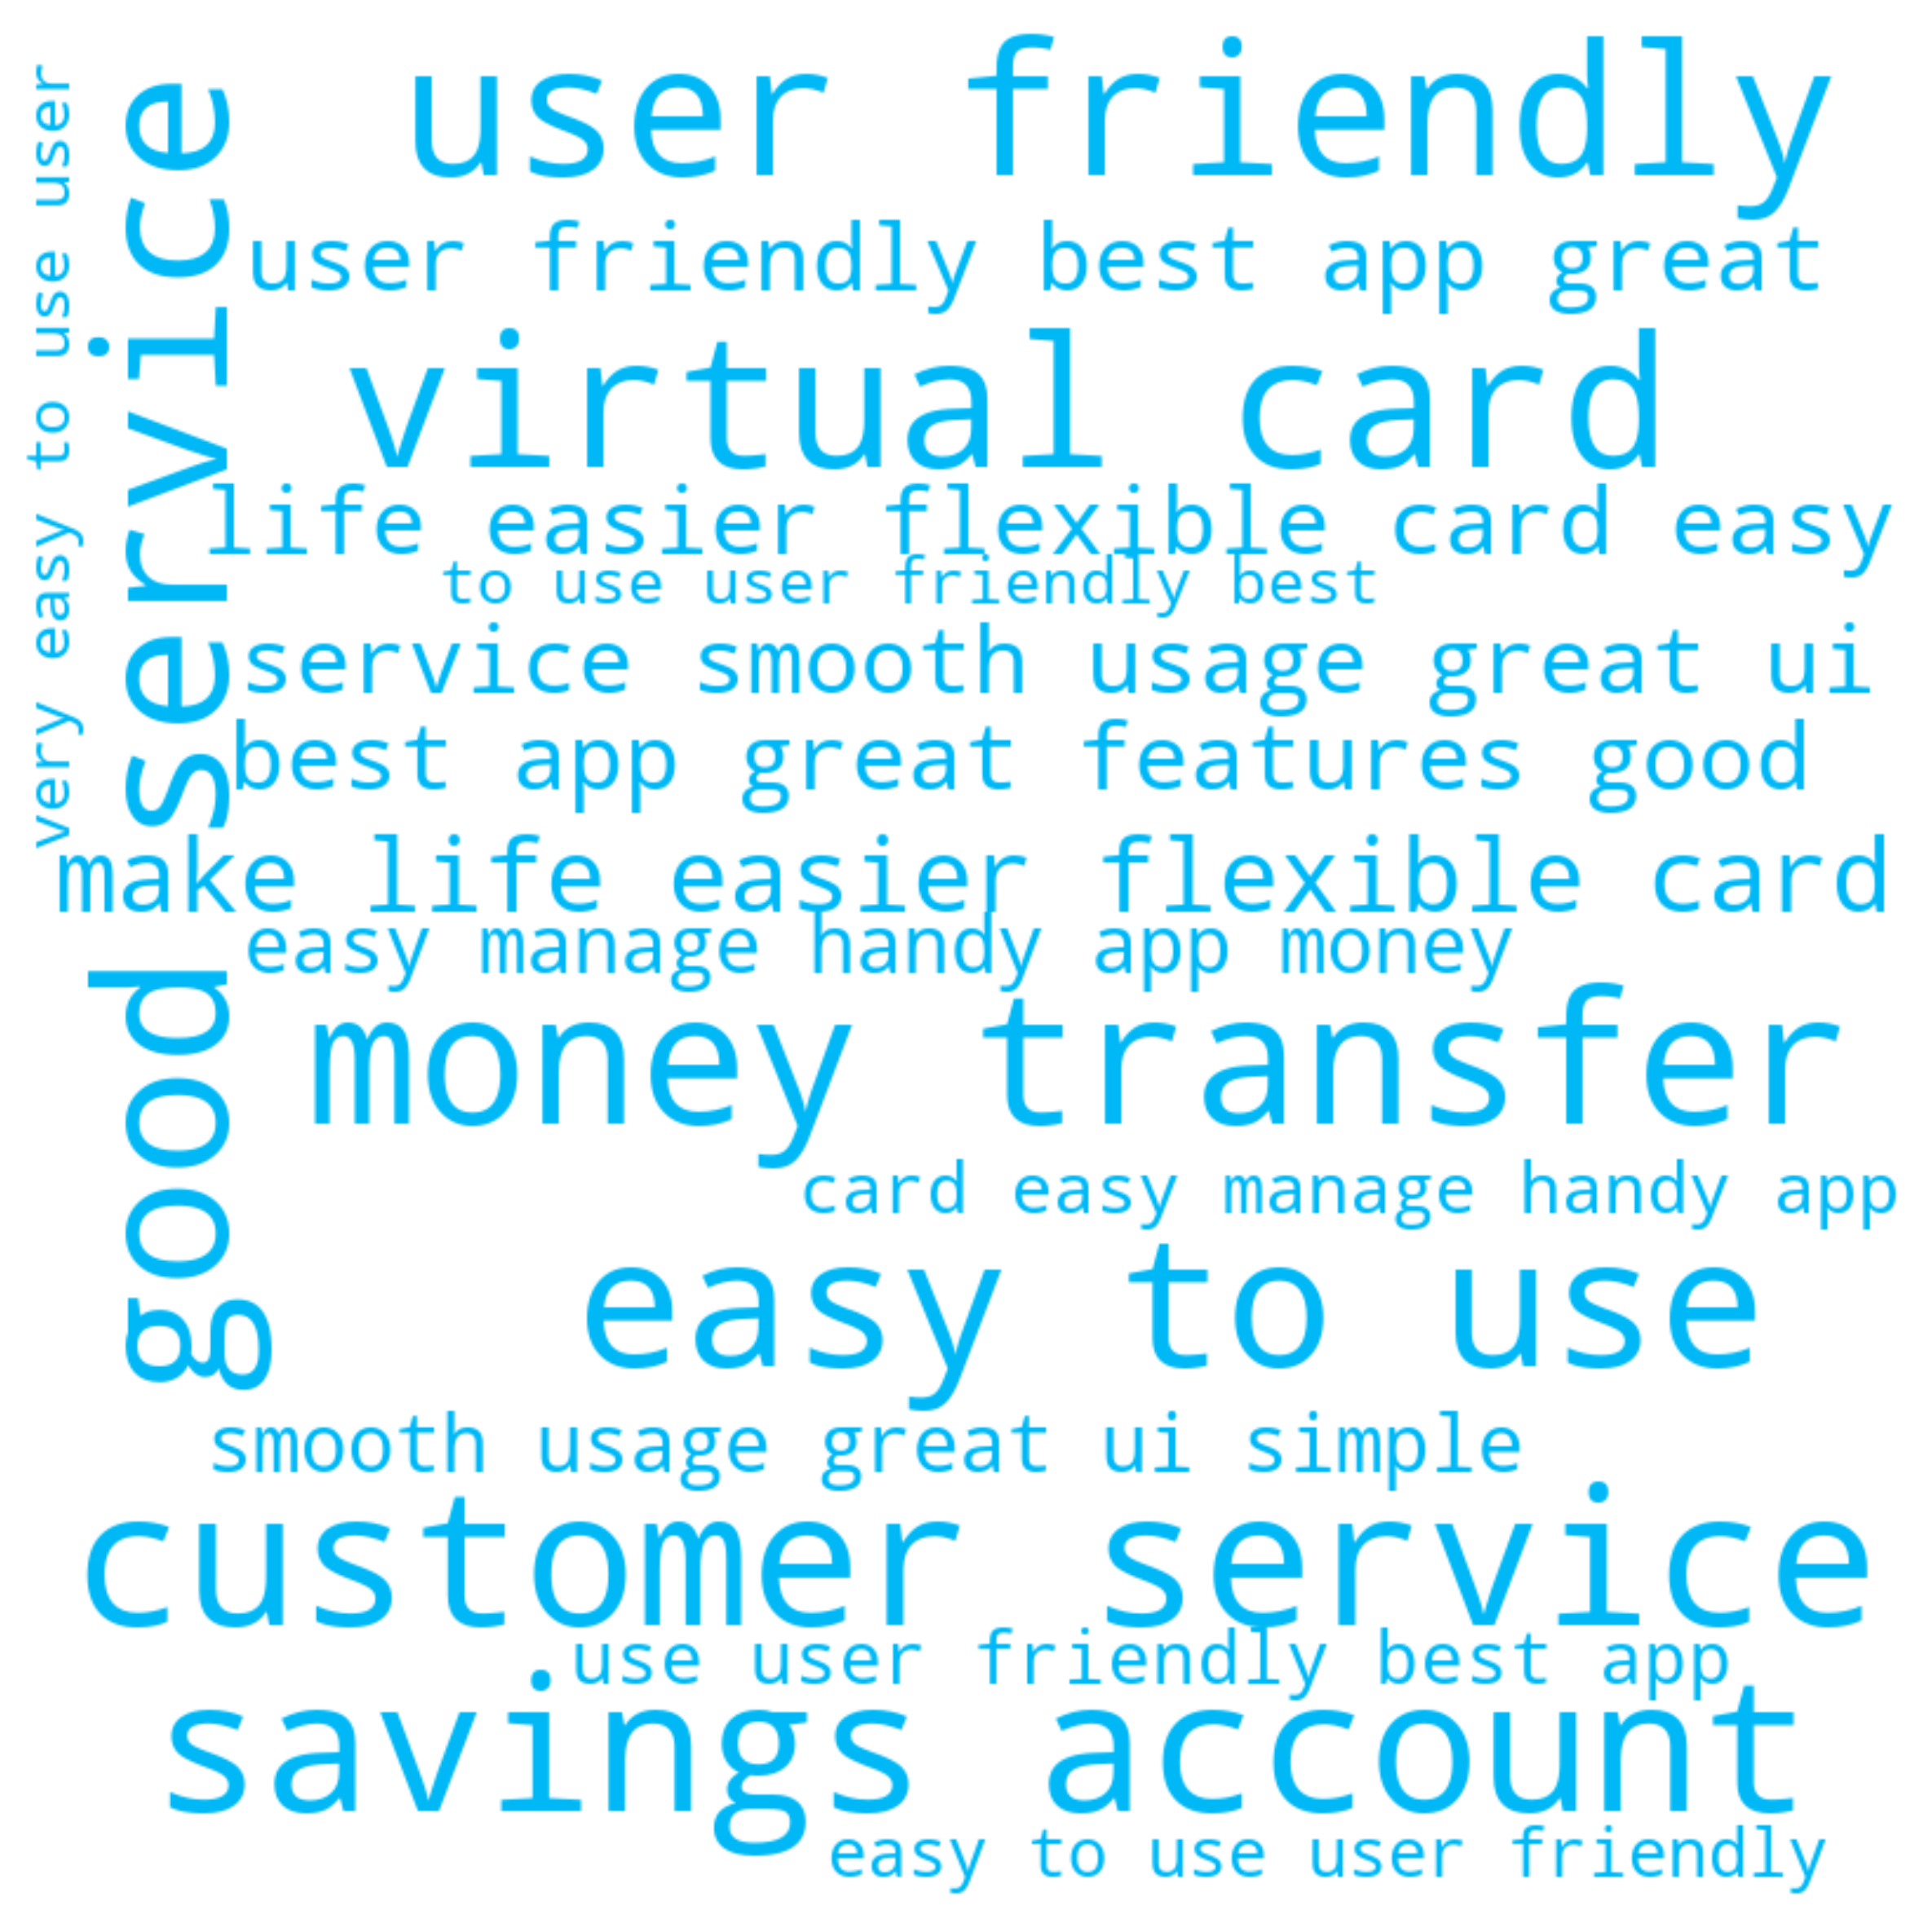 very easy to use user
good service
user friendly
user friendly best app great
virtual card
life easier flexible card easy
to use user friendly best
service smooth usage great ui
best app great features good
make life easier flexible card
easy manage handy app money
money transfer
card easy manage handy app
easy to use
smooth usage great ui simple
customer service
use user friendly best app
savings account
easy to use user friendly